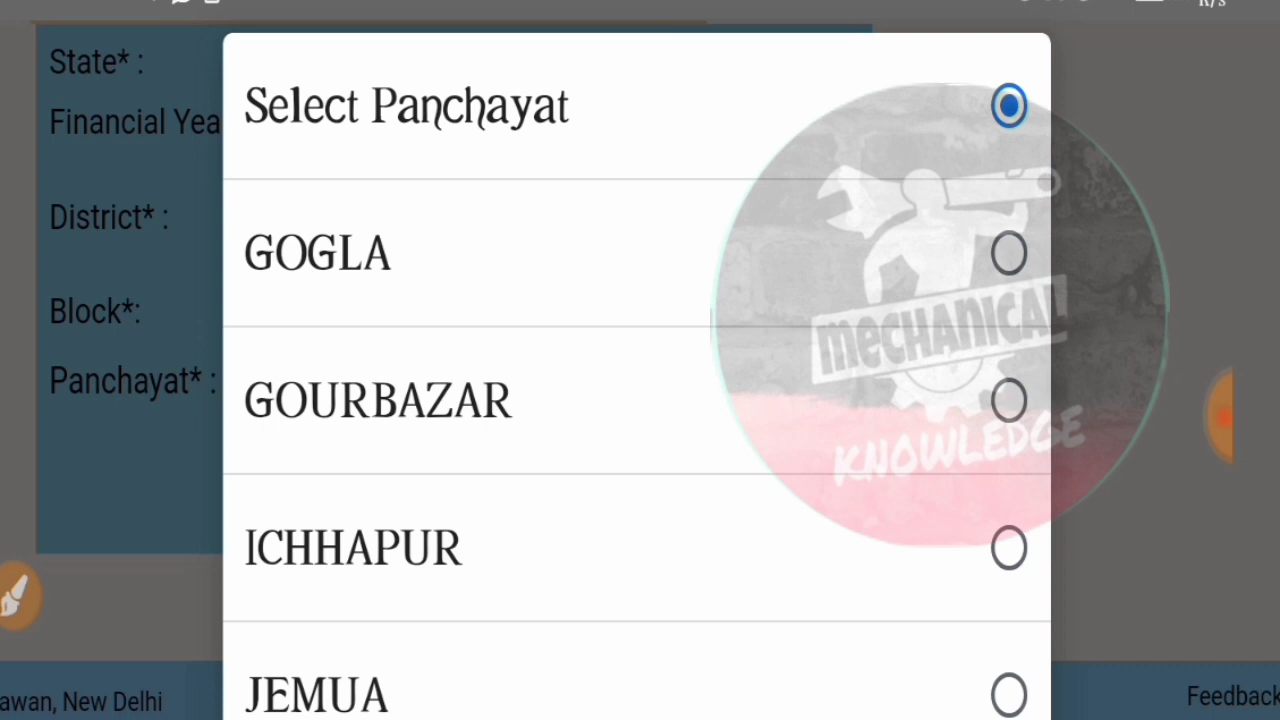 R/s
State* :
Financial Yea
District* :
Block*:
Panchayat* :
Select Panchayat
GOGLA
GOURBAZAR
ICHHAPUR
JEMUA
MECHANICAL
KNOWLEDGE
awan, New Delhi
Feedback